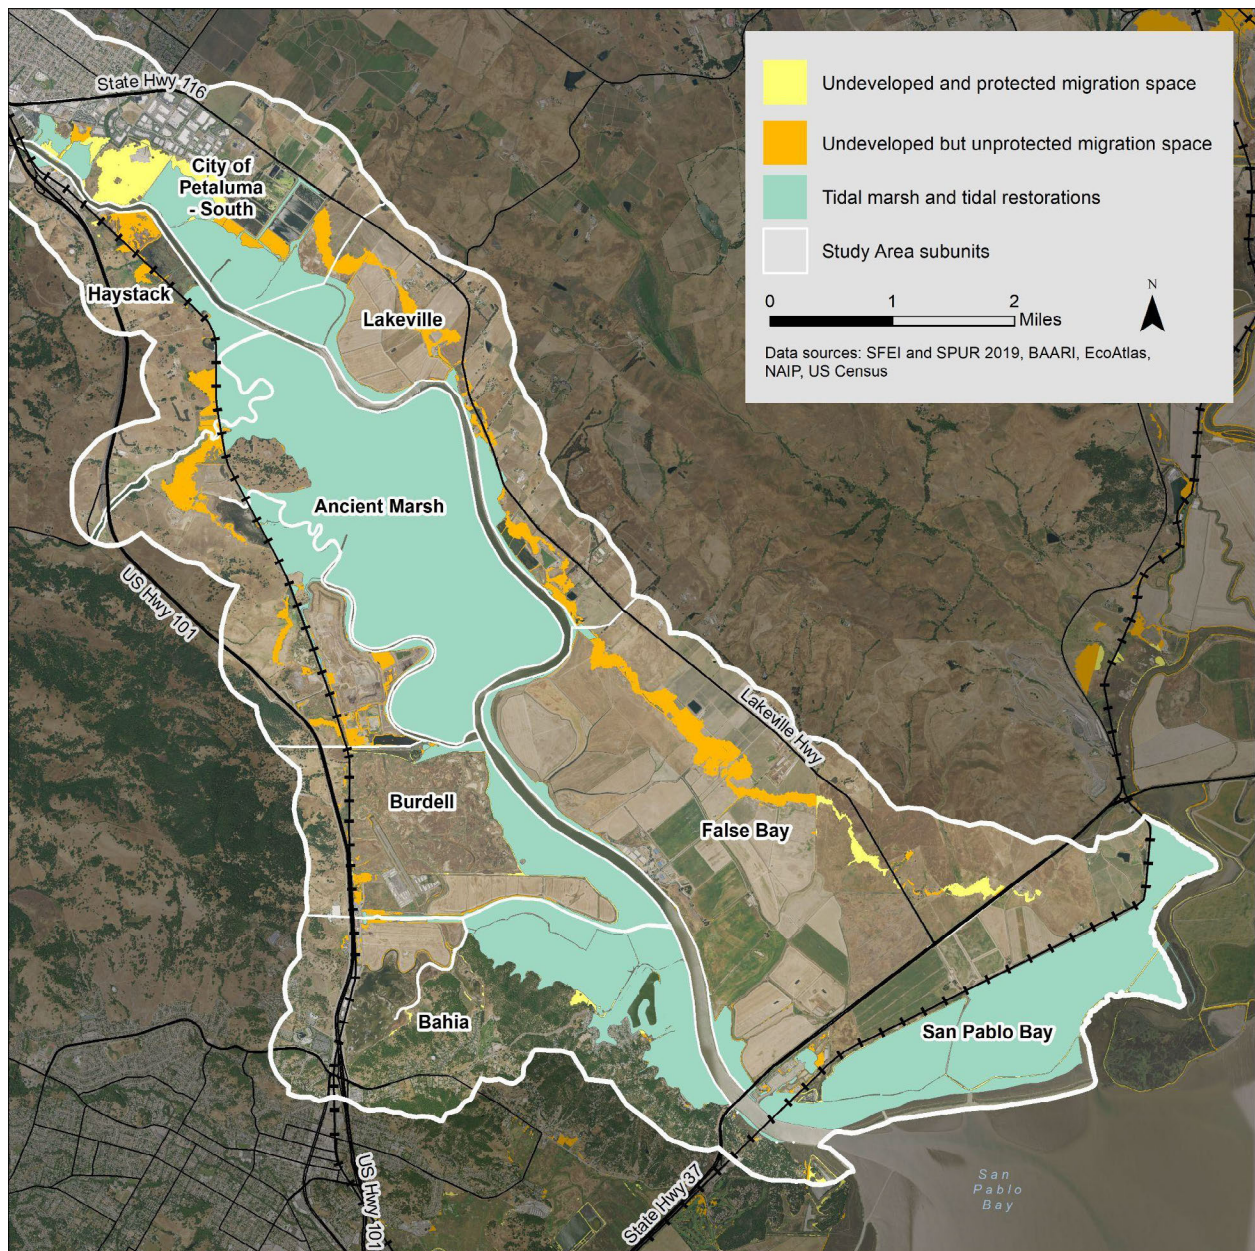 State Hwy 116
Undeveloped and protected migration space
Undeveloped but unprotected migration space
Tidal marsh and tidal restorations
Study Area subunits
0 1 2
Miles
N
Data sources: SFEI and SPUR 2019, BAARI, EcoAtlas,
NAIP, US Census
City of
Petaluma
- South
Haystack
Lakeville
Ancient Marsh
US Hwy 101
Lakeville Hwy
Burdell
False Bay
Bahia
San Pablo Bay
State Hwy 37
US Hwy 101
San
Pablo
Bay